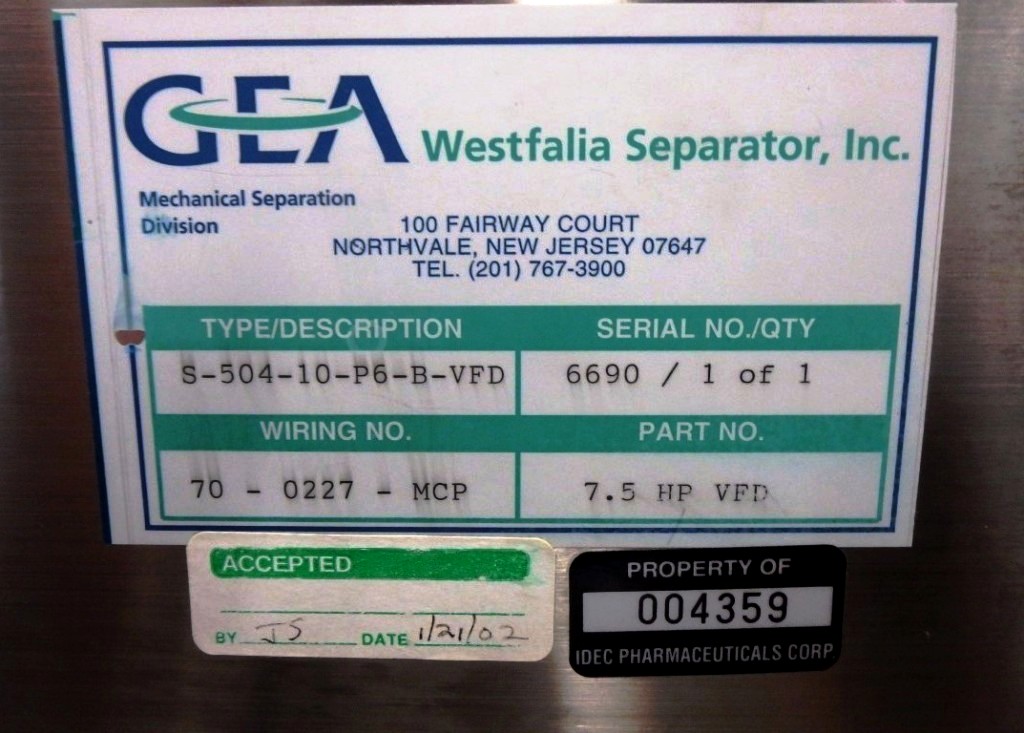 GEA Westfalia Separator, Inc.
Mechanical Separation
Division
100 FAIRWAY COURT
NORTHVALE, NEW JERSEY 07647
TEL. (201) 767-3900
TYPE/DESCRIPTION SERIAL NO./QTY
S-504-10-P6-B-VFD 6690 / 1 of 1
WIRING NO. PART NO.
70 - 0227 - MCP 7.5 HP VFD
ACCEPTED
BY JS DATE 1/21/02
PROPERTY OF
004359
IDEC PHARMACEUTICALS CORP.